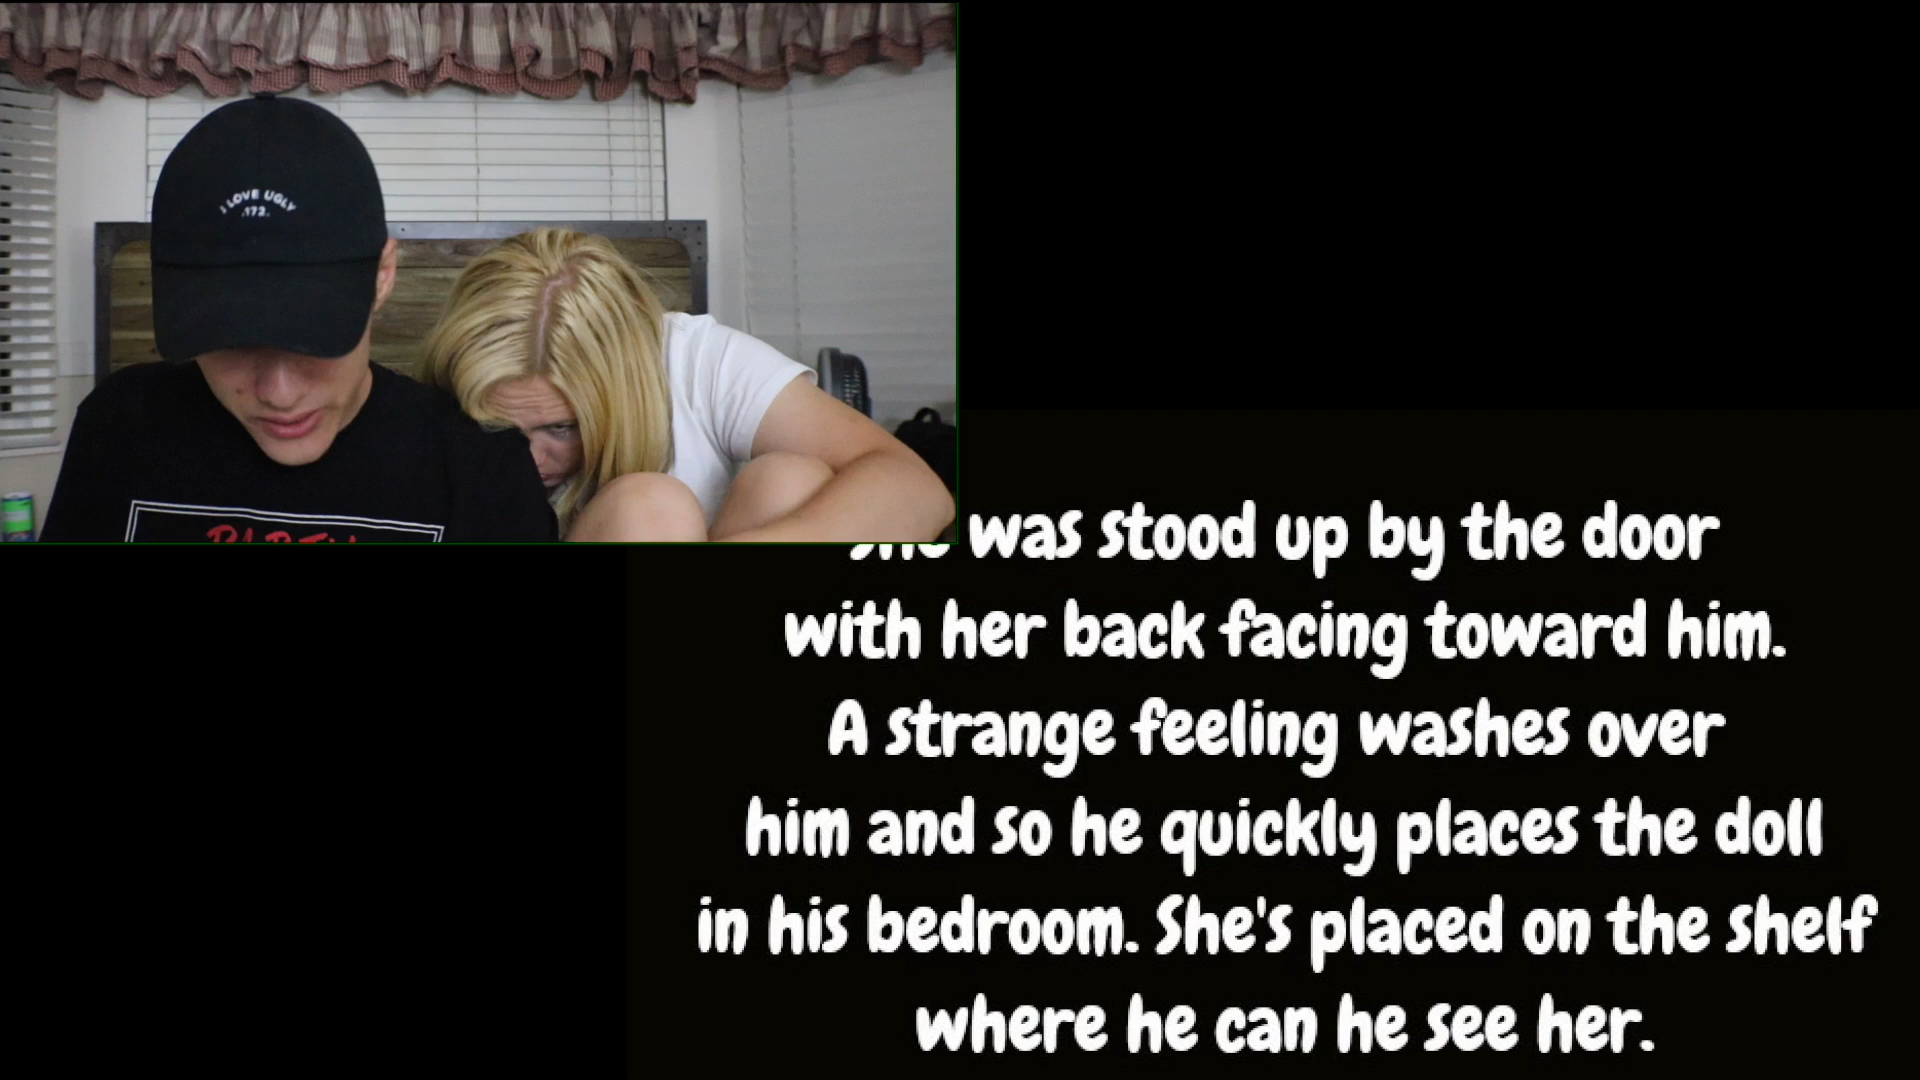 I LOVE UGLY
.172.
She was stood up by the door
with her back facing toward him.
A strange feeling washes over
him and so he quickly places the doll
in his bedroom. She's placed on the shelf
where he can he see her.